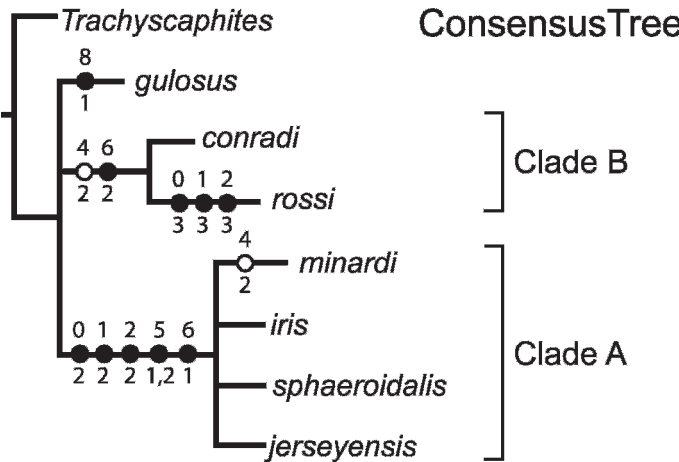 Trachyscaphites
ConsensusTree
8
gulosus
1
conradi
4 6
Clade B
2 2
0 1 2
rossi
3 3 3
4
minardi
2
iris
0 1 2 5 6
Clade A
2 2 2 1,2 1
sphaeroidalis
jerseyensis